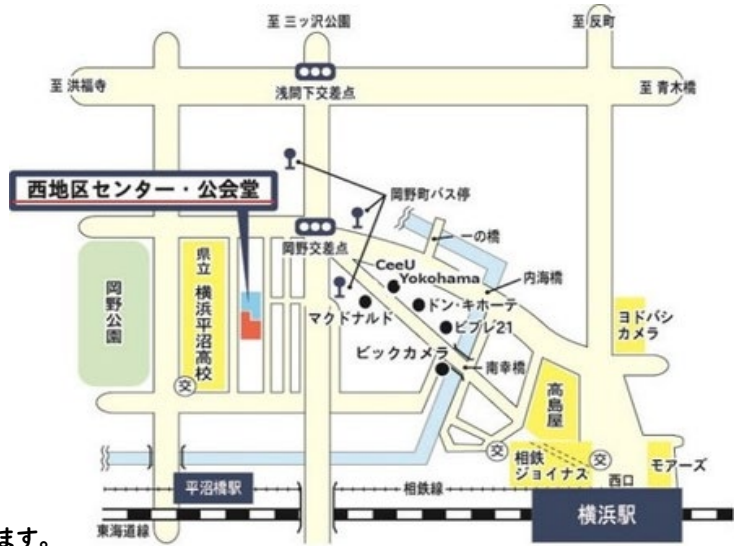 至 三ッ沢公園
至 反町
至 洪福寺
浅間下交差点
至 青木橋
西地区センター・公会堂
岡野町バス停
岡野交差点
一の橋
CeeU
Yokohama
内海橋
ドン・キホーテ
マクドナルド
ビブレ21
ビックカメラ
南幸橋
岡野公園
県立 横浜平沼高校
交
ヨドバシ
カメラ
高島屋
交
相鉄
ジョイナス
交
西口
モアーズ
平沼橋駅
相鉄線
横浜駅
東海道線
ます。